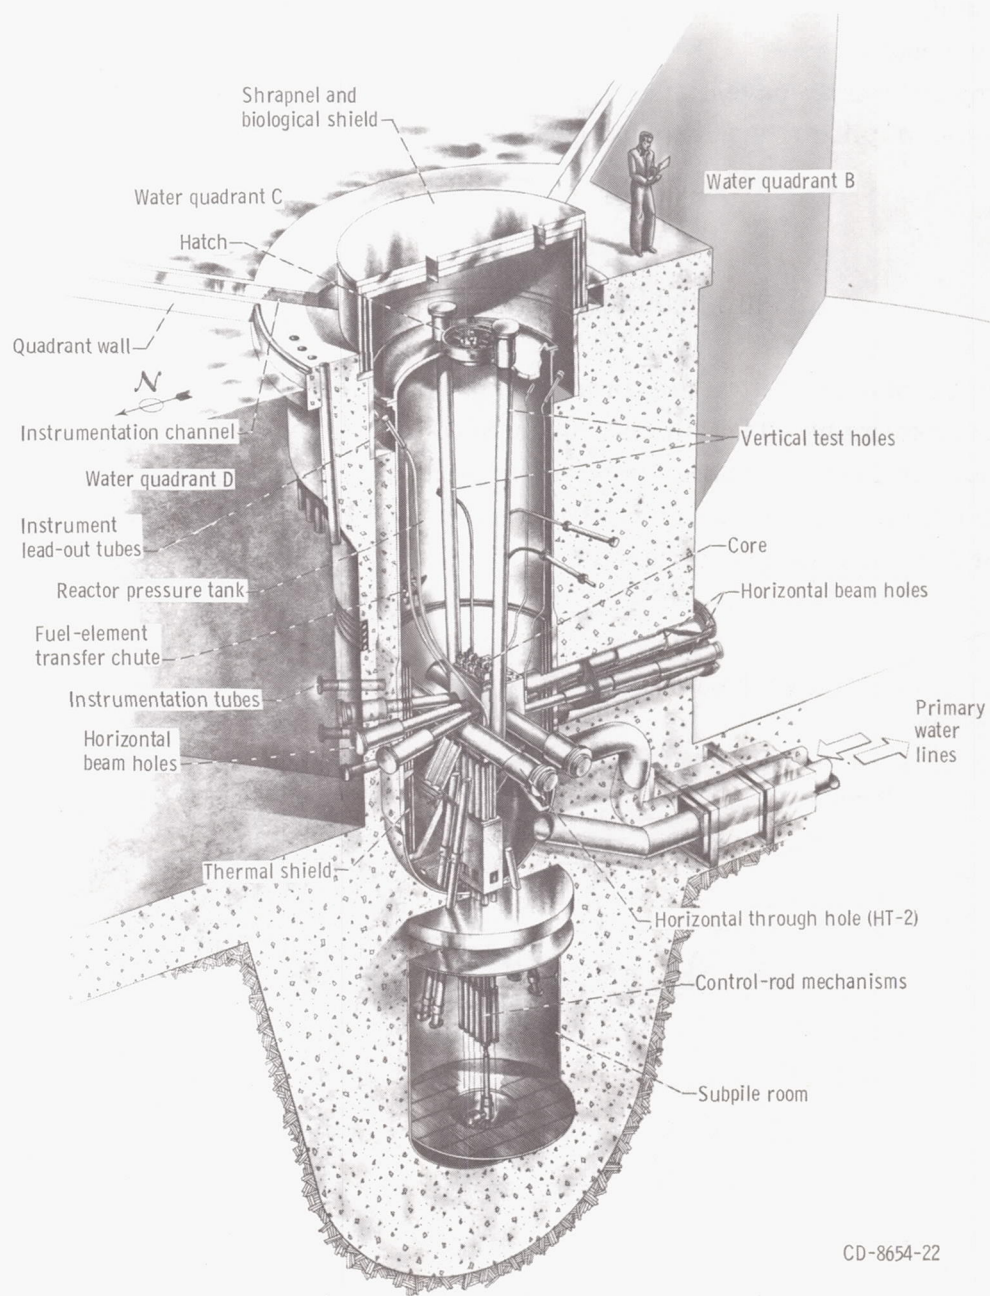 Shrapnel and
biological shield
Water quadrant C
Water quadrant B
Hatch
Quadrant wall
N
Instrumentation channel
Vertical test holes
Water quadrant D
Instrument
lead-out tubes
Core
Reactor pressure tank
Horizontal beam holes
Fuel-element
transfer chute
Instrumentation tubes
Primary
water
lines
Horizontal
beam holes
Thermal shield
Horizontal through hole (HT-2)
Control-rod mechanisms
Subpile room
CD-8654-22